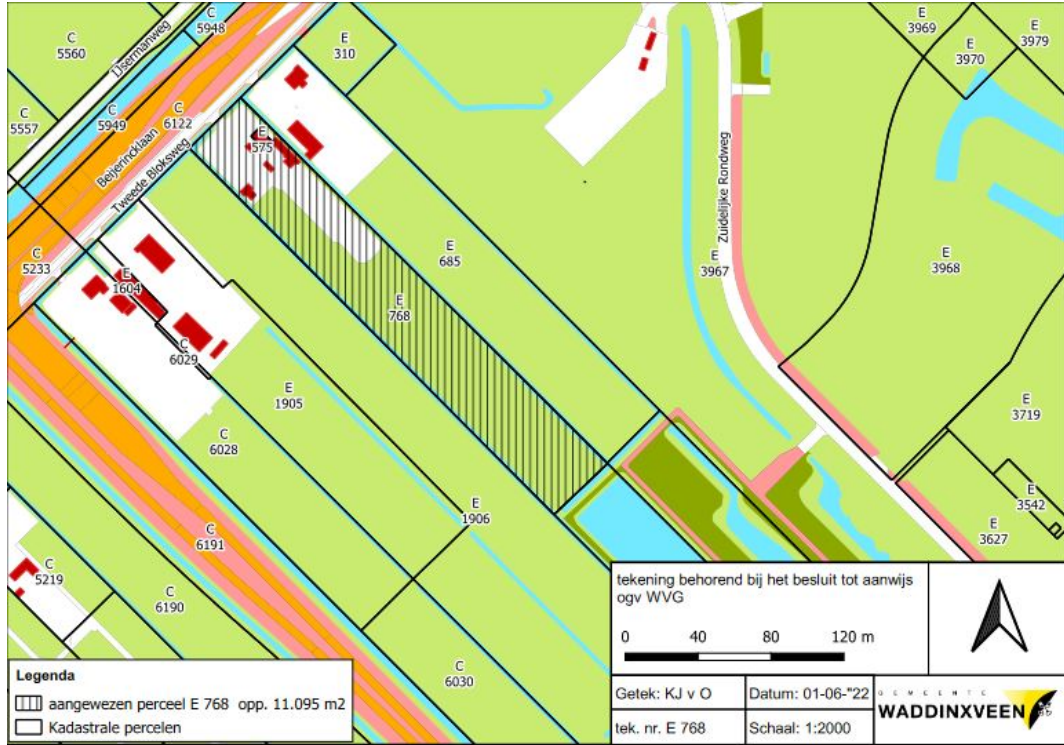 C
5560
IJsermanweg
C
5948
E
310
E
3969
E
3970
E
3979
C
5557
C
5949
C
6122
Beijerincklaan
Tweede Bloksweg
E
575
Zuidelijke Rondweg
C
5233
E
1604
E
685
E
3967
E
3968
E
768
C
6029
E
1905
C
6028
E
3719
E
1906
E
3542
C
6191
E
3627
C
5219
C
6190
C
6030
tekening behorend bij het besluit tot aanwijs
ogv WVG
0 40 80 120 m
Legenda
aangewezen perceel E 768 opp. 11.095 m2
Kadastrale percelen
Getek: KJ v O
Datum: 01-06-"22
tek. nr. E 768
Schaal: 1:2000
GEMEENTE
WADDINXVEEN